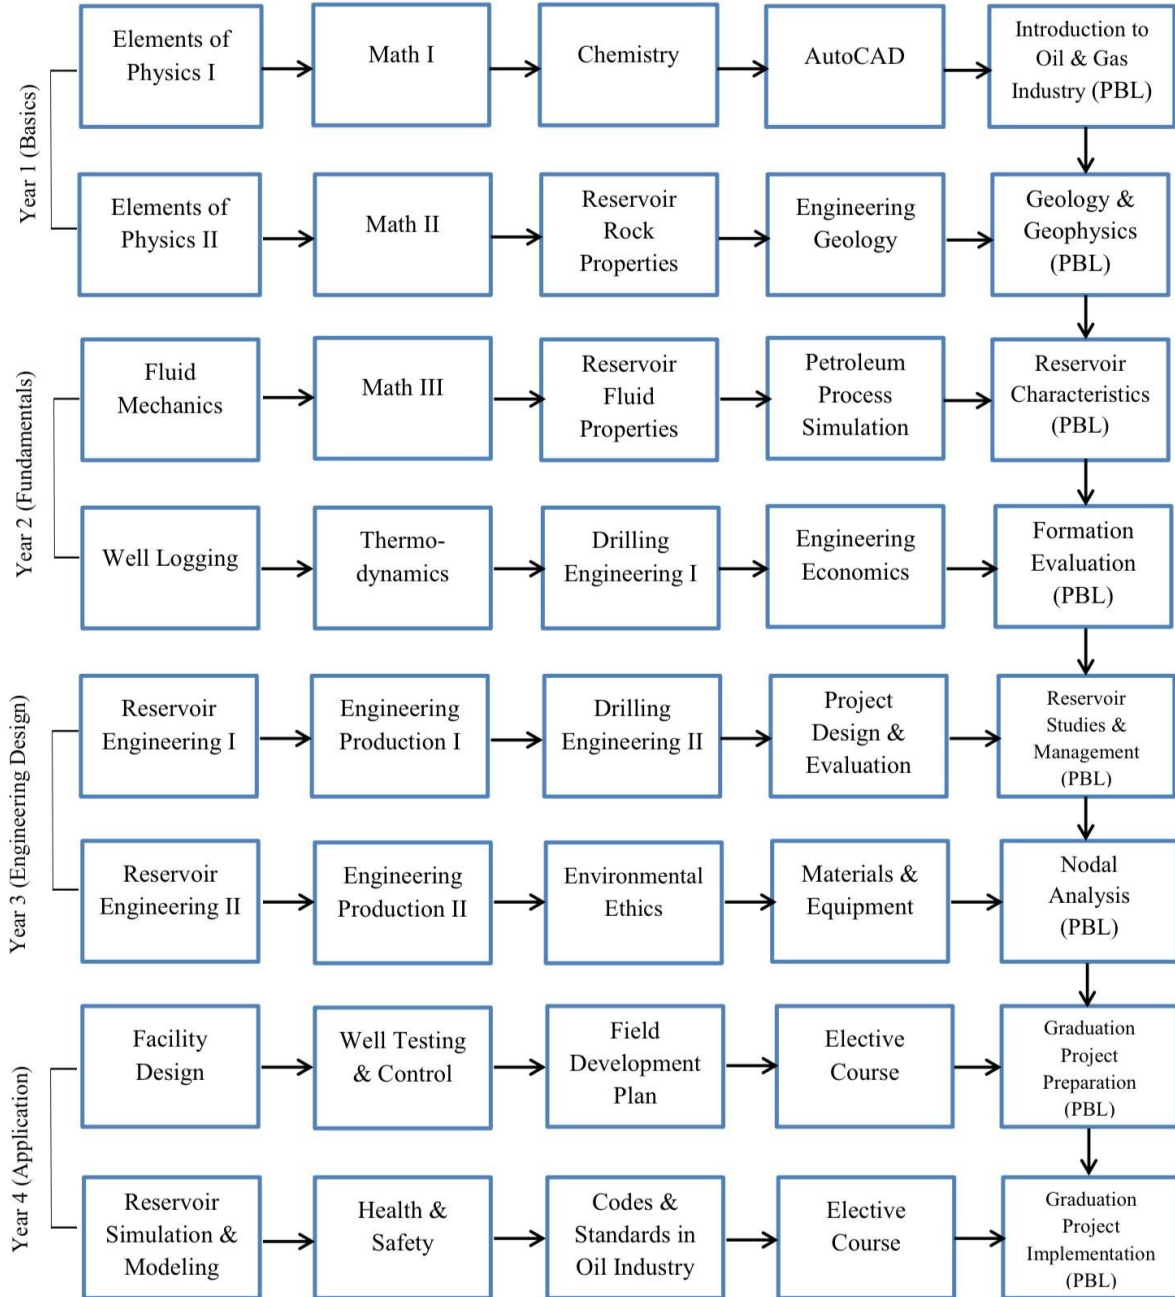 Year 1 (Basics)
Elements of
Physics I
Math I
Chemistry
AutoCAD
Introduction to
Oil & Gas
Industry (PBL)
Elements of
Physics II
Math II
Reservoir
Rock
Properties
Engineering
Geology
Geology &
Geophysics
(PBL)
Year 2 (Fundamentals)
Fluid
Mechanics
Math III
Reservoir
Fluid
Properties
Petroleum
Process
Simulation
Reservoir
Characteristics
(PBL)
Well Logging
Thermo-
dynamics
Drilling
Engineering I
Engineering
Economics
Formation
Evaluation
(PBL)
Year 3 (Engineering Design)
Reservoir
Engineering I
Engineering
Production I
Drilling
Engineering II
Project
Design &
Evaluation
Reservoir
Studies &
Management
(PBL)
Reservoir
Engineering II
Engineering
Production II
Environmental
Ethics
Materials &
Equipment
Nodal
Analysis
(PBL)
Year 4 (Application)
Facility
Design
Well Testing
& Control
Field
Development
Plan
Elective
Course
Graduation
Project
Preparation
(PBL)
Reservoir
Simulation &
Modeling
Health &
Safety
Codes &
Standards in
Oil Industry
Elective
Course
Graduation
Project
Implementation
(PBL)